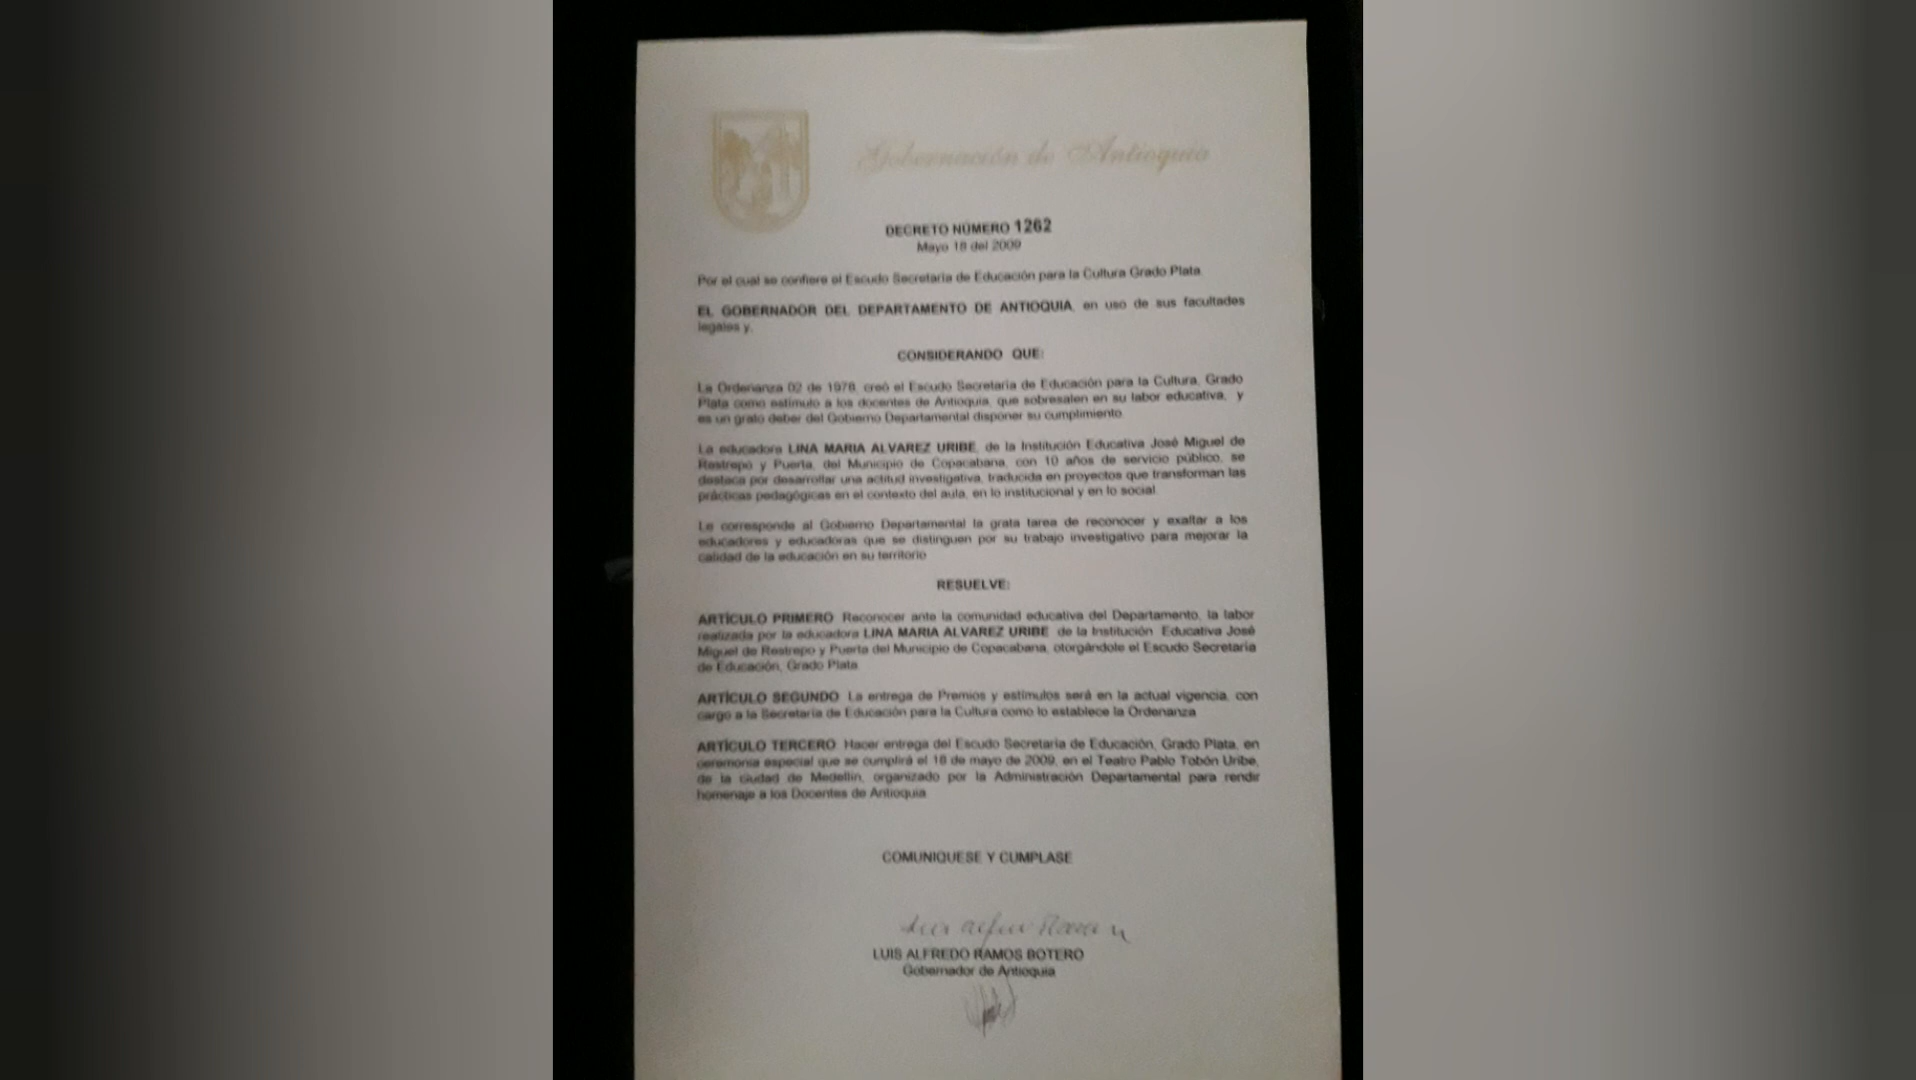 Gobernación de Antioquia
DECRETO NÚMERO 1262
Mayo 18 del 2009
Por el cual se confiere el Escudo Secretaría de Educación para la Cultura Grado Plata.
EL GOBERNADOR DEL DEPARTAMENTO DE ANTIOQUIA, en uso de sus facultades
legales y,
CONSIDERANDO QUE:
La Ordenanza 02 de 1978, creó el Escudo Secretaría de Educación para la Cultura, Grado
Plata como estímulo a los docentes de Antioquia, que sobresalen en su labor educativa, y
es un grato deber del Gobierno Departamental disponer su cumplimiento.
La educadora LINA MARIA ALVAREZ URIBE, de la Institución Educativa José Miguel de
Restrepo y Puerta, del Municipio de Copacabana, con 10 años de servicio público, se
destaca por desarrollar una actitud investigativa, traducida en proyectos que transforman las
prácticas pedagógicas en el contexto del aula, en lo institucional y en lo social.
Le corresponde al Gobierno Departamental la grata tarea de reconocer y exaltar a los
educadores y educadoras que se distinguen por su trabajo investigativo para mejorar la
calidad de la educación en su territorio
RESUELVE:
ARTÍCULO PRIMERO. Reconocer ante la comunidad educativa del Departamento, la labor
realizada por la educadora LINA MARIA ALVAREZ URIBE de la Institución Educativa José
Miguel de Restrepo y Puerta del Municipio de Copacabana, otorgándole el Escudo Secretaría
de Educación, Grado Plata
ARTÍCULO SEGUNDO. La entrega de Premios y estímulos será en la actual vigencia, con
cargo a la Secretaría de Educación para la Cultura como lo establece la Ordenanza
ARTÍCULO TERCERO. Hacer entrega del Escudo Secretaría de Educación, Grado Plata, en
ceremonia especial que se cumplirá el 18 de mayo de 2009, en el Teatro Pablo Tobón Uribe,
de la ciudad de Medellín, organizado por la Administración Departamental para rendir
homenaje a los Docentes de Antioquia
COMUNIQUESE Y CÚMPLASE
LUIS ALFREDO RAMOS BOTERO
Gobernador de Antioquia